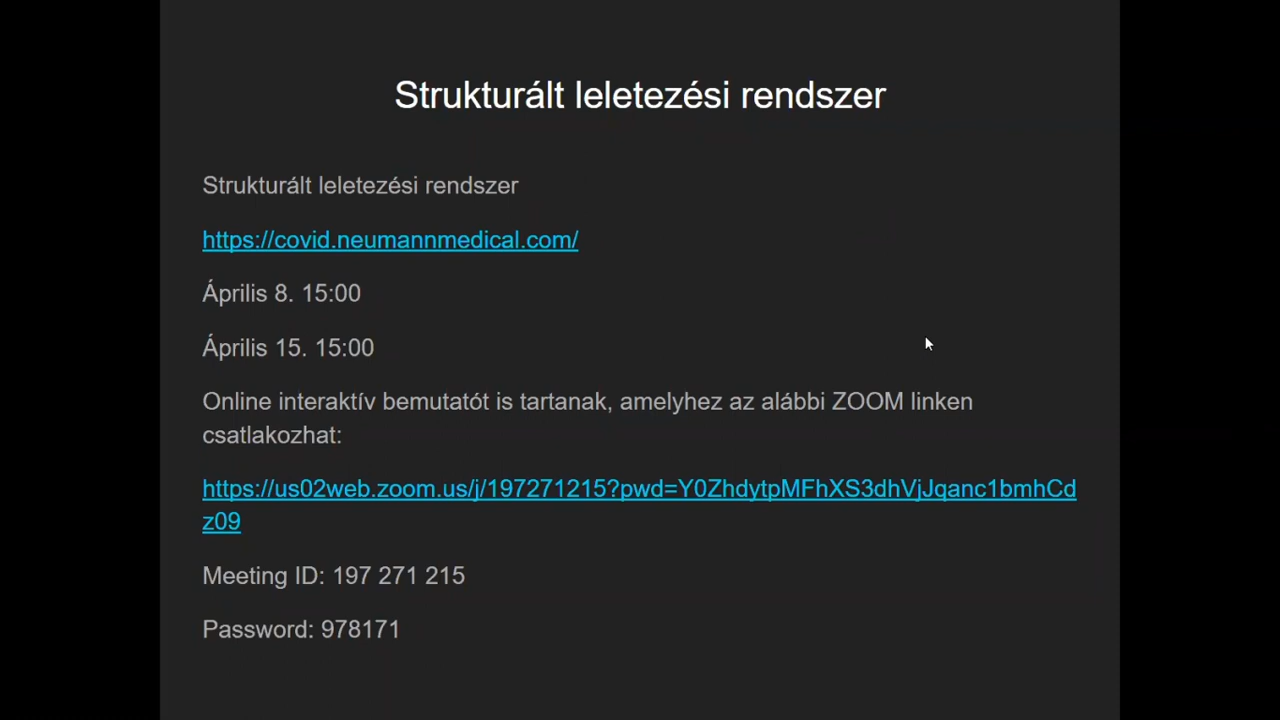 Strukturált leletezési rendszer
Strukturált leletezési rendszer
https://covid.neumannmedical.com/
Április 8. 15:00
Április 15. 15:00
Online interaktív bemutatót is tartanak, amelyhez az alábbi ZOOM linken
csatlakozhat:
https://us02web.zoom.us/j/197271215?pwd=Y0ZhdytpMFhXS3dhVjJqanc1bmhCd
z09
Meeting ID: 197 271 215
Password: 978171